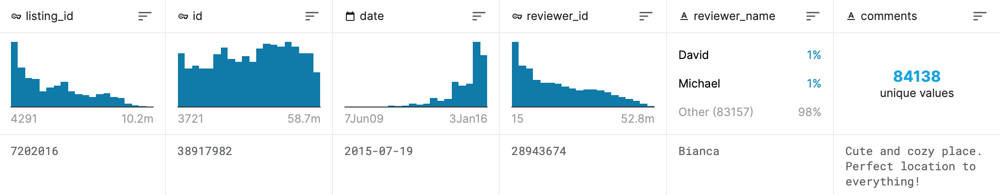 listing_id
id
date
reviewer_id
A reviewer_name
A comments
4291 10.2m
3721 58.7m
7Jun09 3Jan16
15 52.8m
David 1%
Michael 1%
Other (83157) 98%
84138
unique values
7202016
38917982
2015-07-19
28943674
Bianca
Cute and cozy place.
Perfect location to
everything!